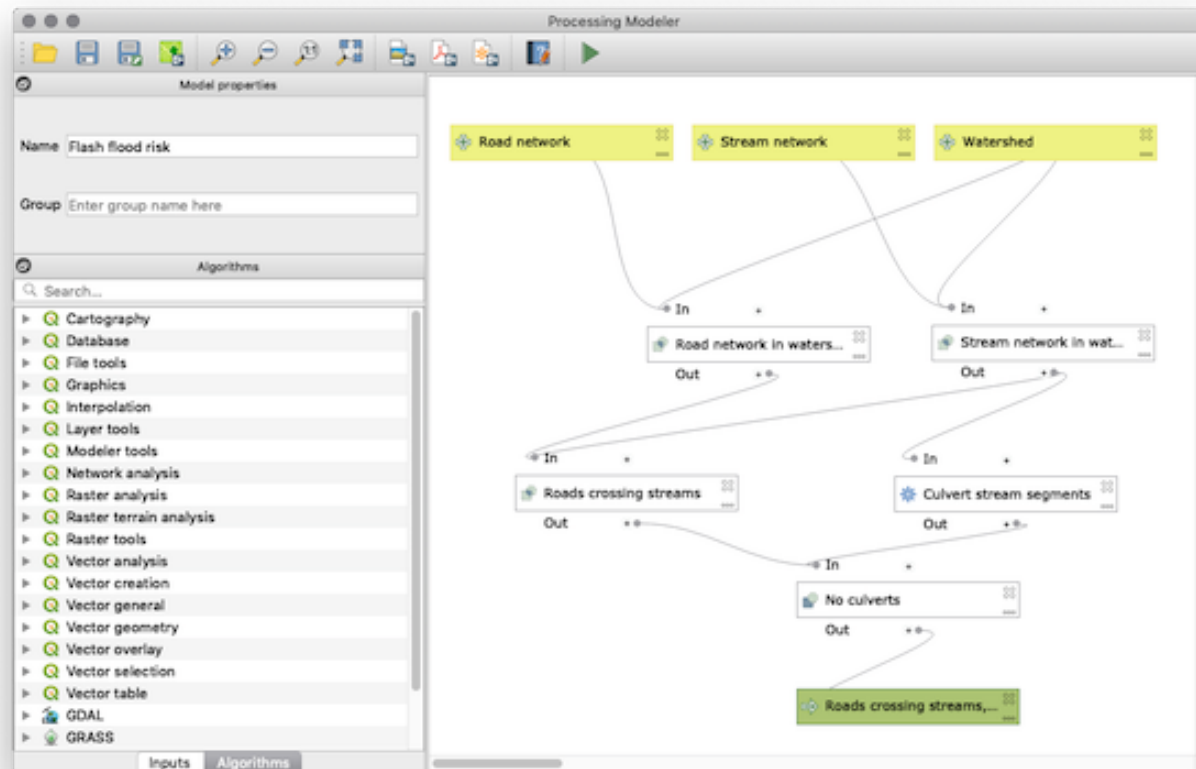 Processing Modeler
1:1
Model properties
Name Flash flood risk
Group Enter group name here
Algorithms
Search...
Cartography
Database
File tools
Graphics
Interpolation
Layer tools
Modeler tools
Network analysis
Raster analysis
Raster terrain analysis
Raster tools
Vector analysis
Vector creation
Vector general
Vector geometry
Vector overlay
Vector selection
Vector table
GDAL
GRASS
Inputs Algorithms
Road network
Stream network
Watershed
In +
Road network in waters...
Out +
In +
Stream network in wat...
Out +
In +
Roads crossing streams
Out +
In +
Culvert stream segments
Out +
In +
No culverts
Out +
Roads crossing streams,...